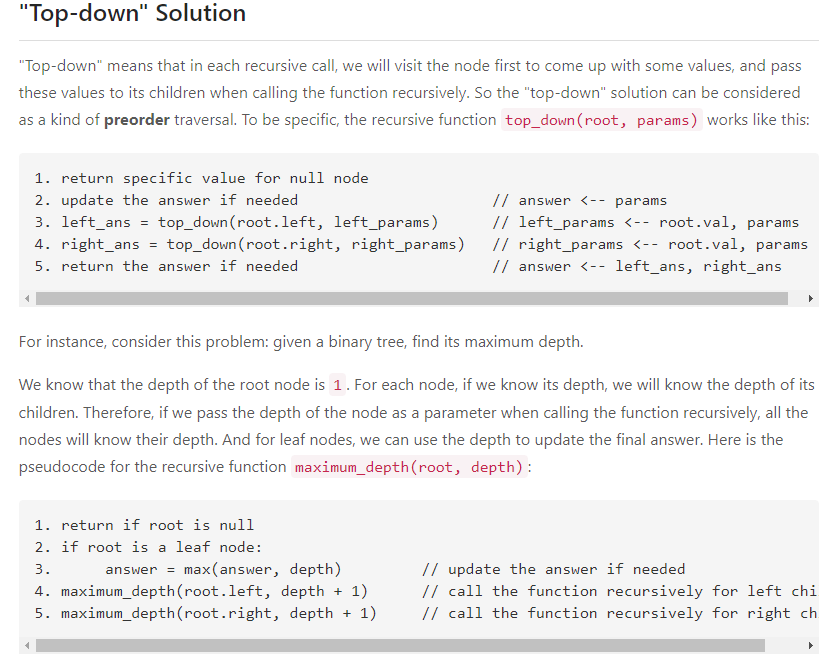 "Top-down" Solution
"Top-down" means that in each recursive call, we will visit the node first to come up with some values, and pass
these values to its children when calling the function recursively. So the "top-down" solution can be considered
as a kind of preorder traversal. To be specific, the recursive function top_down(root, params) works like this:
1. return specific value for null node
2. update the answer if needed // answer <-- params
3. left_ans = top_down(root.left, left_params) // left_params <-- root.val, params
4. right_ans = top_down(root.right, right_params) // right_params <-- root.val, params
5. return the answer if needed // answer <-- left_ans, right_ans
For instance, consider this problem: given a binary tree, find its maximum depth.
We know that the depth of the root node is 1. For each node, if we know its depth, we will know the depth of its
children. Therefore, if we pass the depth of the node as a parameter when calling the function recursively, all the
nodes will know their depth. And for leaf nodes, we can use the depth to update the final answer. Here is the
pseudocode for the recursive function maximum_depth(root, depth):
1. return if root is null
2. if root is a leaf node:
3. answer = max(answer, depth) // update the answer if needed
4. maximum_depth(root.left, depth + 1) // call the function recursively for left chi
5. maximum_depth(root.right, depth + 1) // call the function recursively for right ch